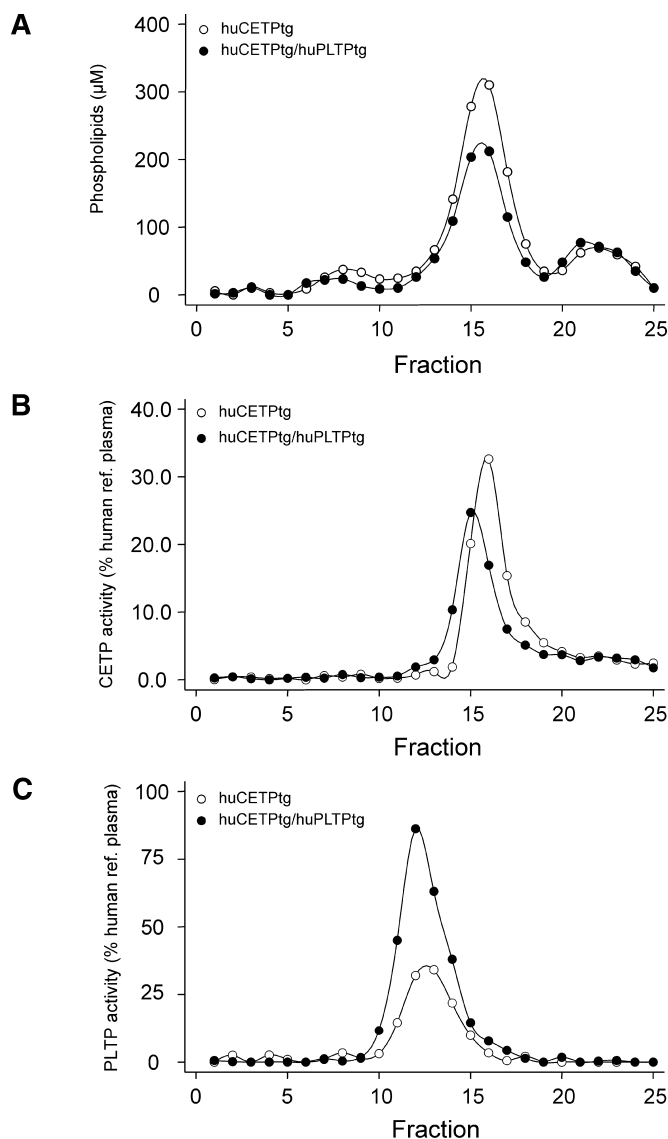 A
Phospholipids (µM)
400
300
200
100
0
huCETPtg
huCETPtg/huPLTPtg
0 5 10 15 20 25
Fraction
B
CETP activity (% human ref. plasma)
40.0
30.0
20.0
10.0
0.0
huCETPtg
huCETPtg/huPLTPtg
0 5 10 15 20 25
Fraction
C
PLTP activity (% human ref. plasma)
100
75
50
25
0
huCETPtg
huCETPtg/huPLTPtg
0 5 10 15 20 25
Fraction